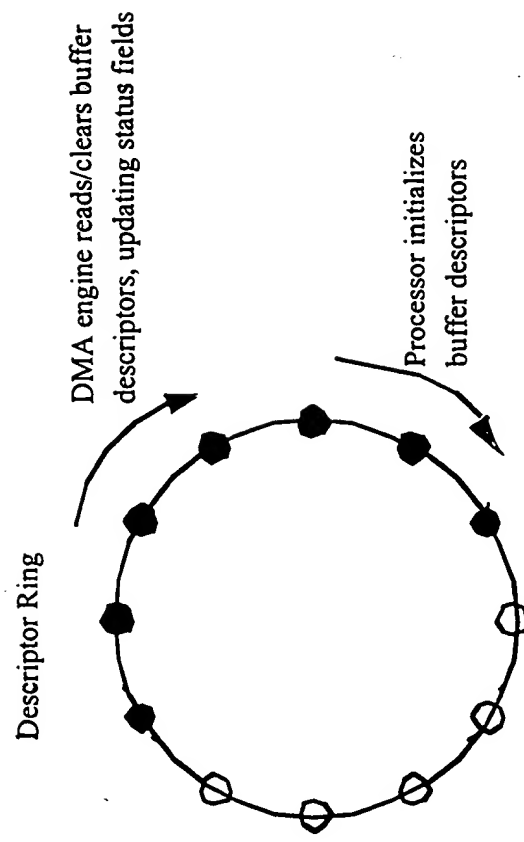 Descriptor Ring
DMA engine reads/clears buffer
descriptors, updating status fields
Processor initializes
buffer descriptors